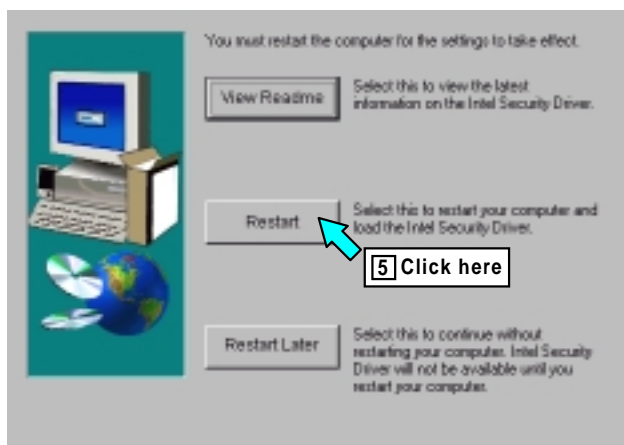 You must restart the computer for the settings to take effect.
View Readme
Select this to view the latest
information on the Intel Security Driver.
Restart
Select this to restart your computer and
load the Intel Security Driver.
5 Click here
Restart Later
Select this to continue without
restarting your computer. Intel Security
Driver will not be available until you
restart your computer.